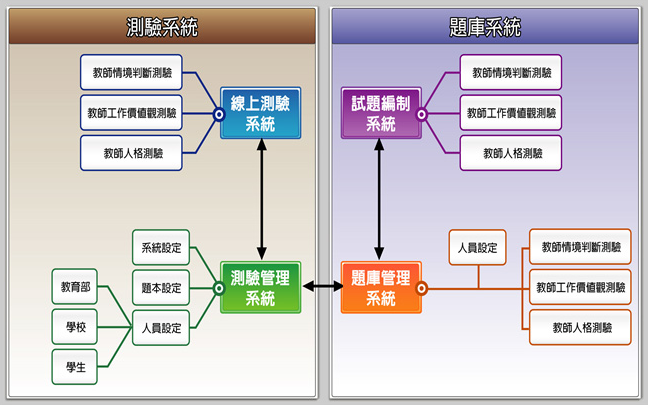 測驗系統
教師情境判斷測驗
教師工作價值觀測驗
教師人格測驗
線上測驗
系統
系統設定
題本設定
人員設定
教育部
學校
學生
測驗管理
系統
題庫系統
試題編制
系統
教師情境判斷測驗
教師工作價值觀測驗
教師人格測驗
題庫管理
系統
人員設定
教師情境判斷測驗
教師工作價值觀測驗
教師人格測驗